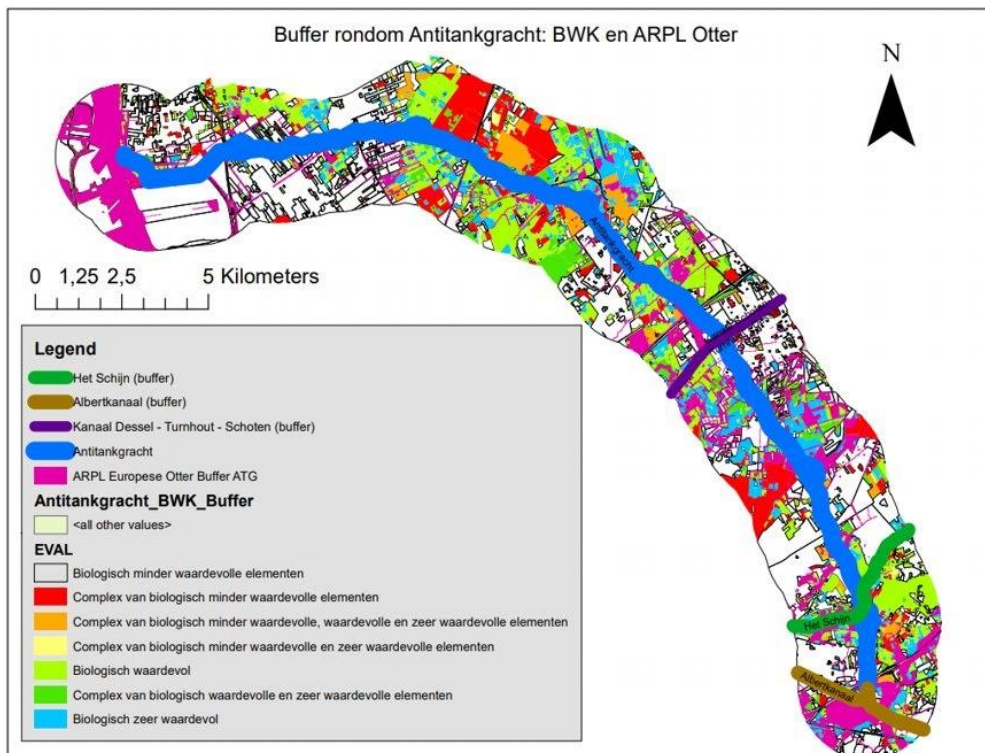 Buffer rondom Antitankgracht: BWK en ARPL Otter
N
Antitankgracht
0 1,25 2,5 5 Kilometers
Legend
Het Schijn (buffer)
Albertkanaal (buffer)
Kanaal Dessel - Turnhout - Schoten (buffer)
Antitankgracht
ARPL Europese Otter Buffer ATG
Antitankgracht_BWK_Buffer
<all other values>
EVAL
Biologisch minder waardevolle elementen
Complex van biologisch minder waardevolle elementen
Complex van biologisch minder waardevolle, waardevolle en zeer waardevolle elementen
Complex van biologisch minder waardevolle en zeer waardevolle elementen
Biologisch waardevol
Complex van biologisch waardevolle en zeer waardevolle elementen
Biologisch zeer waardevol
Het Schijn
Albertkanaal